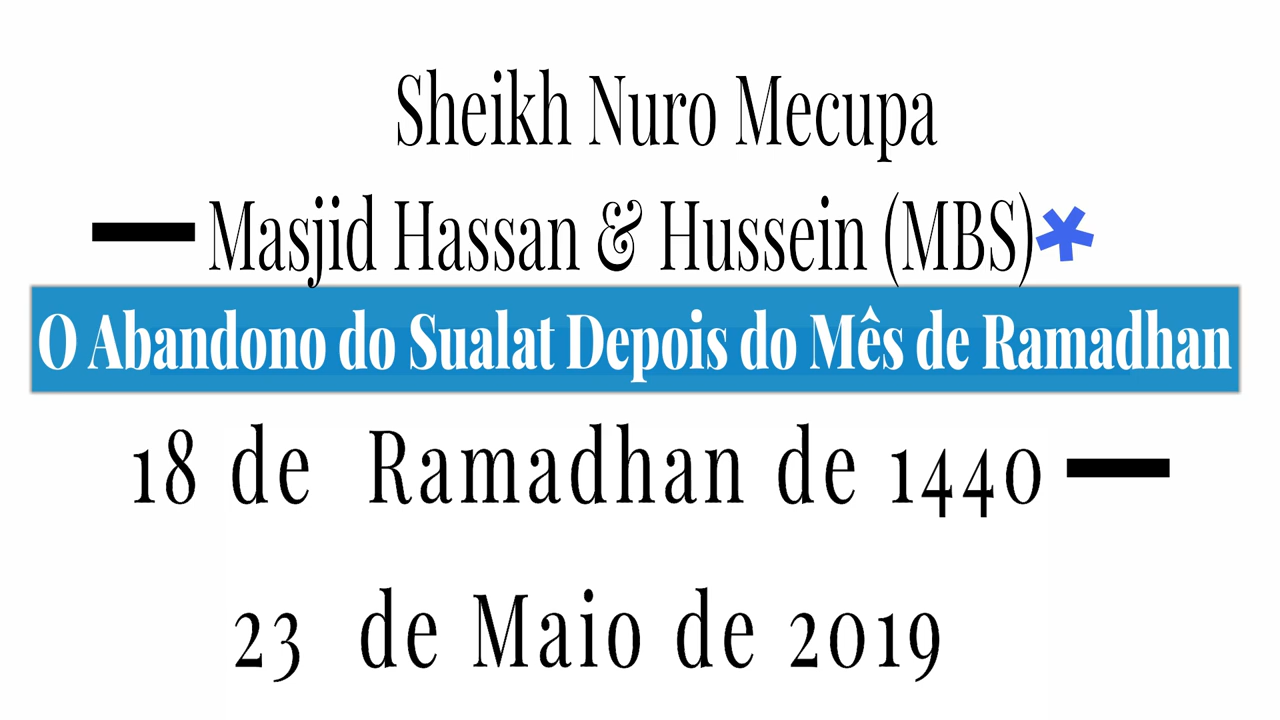 Sheikh Nuro Mecupa
Masjid Hassan & Hussein (MBS)*
O Abandono do Sualat Depois do Mês de Ramadhan
18 de Ramadhan de 1440
23 de Maio de 2019